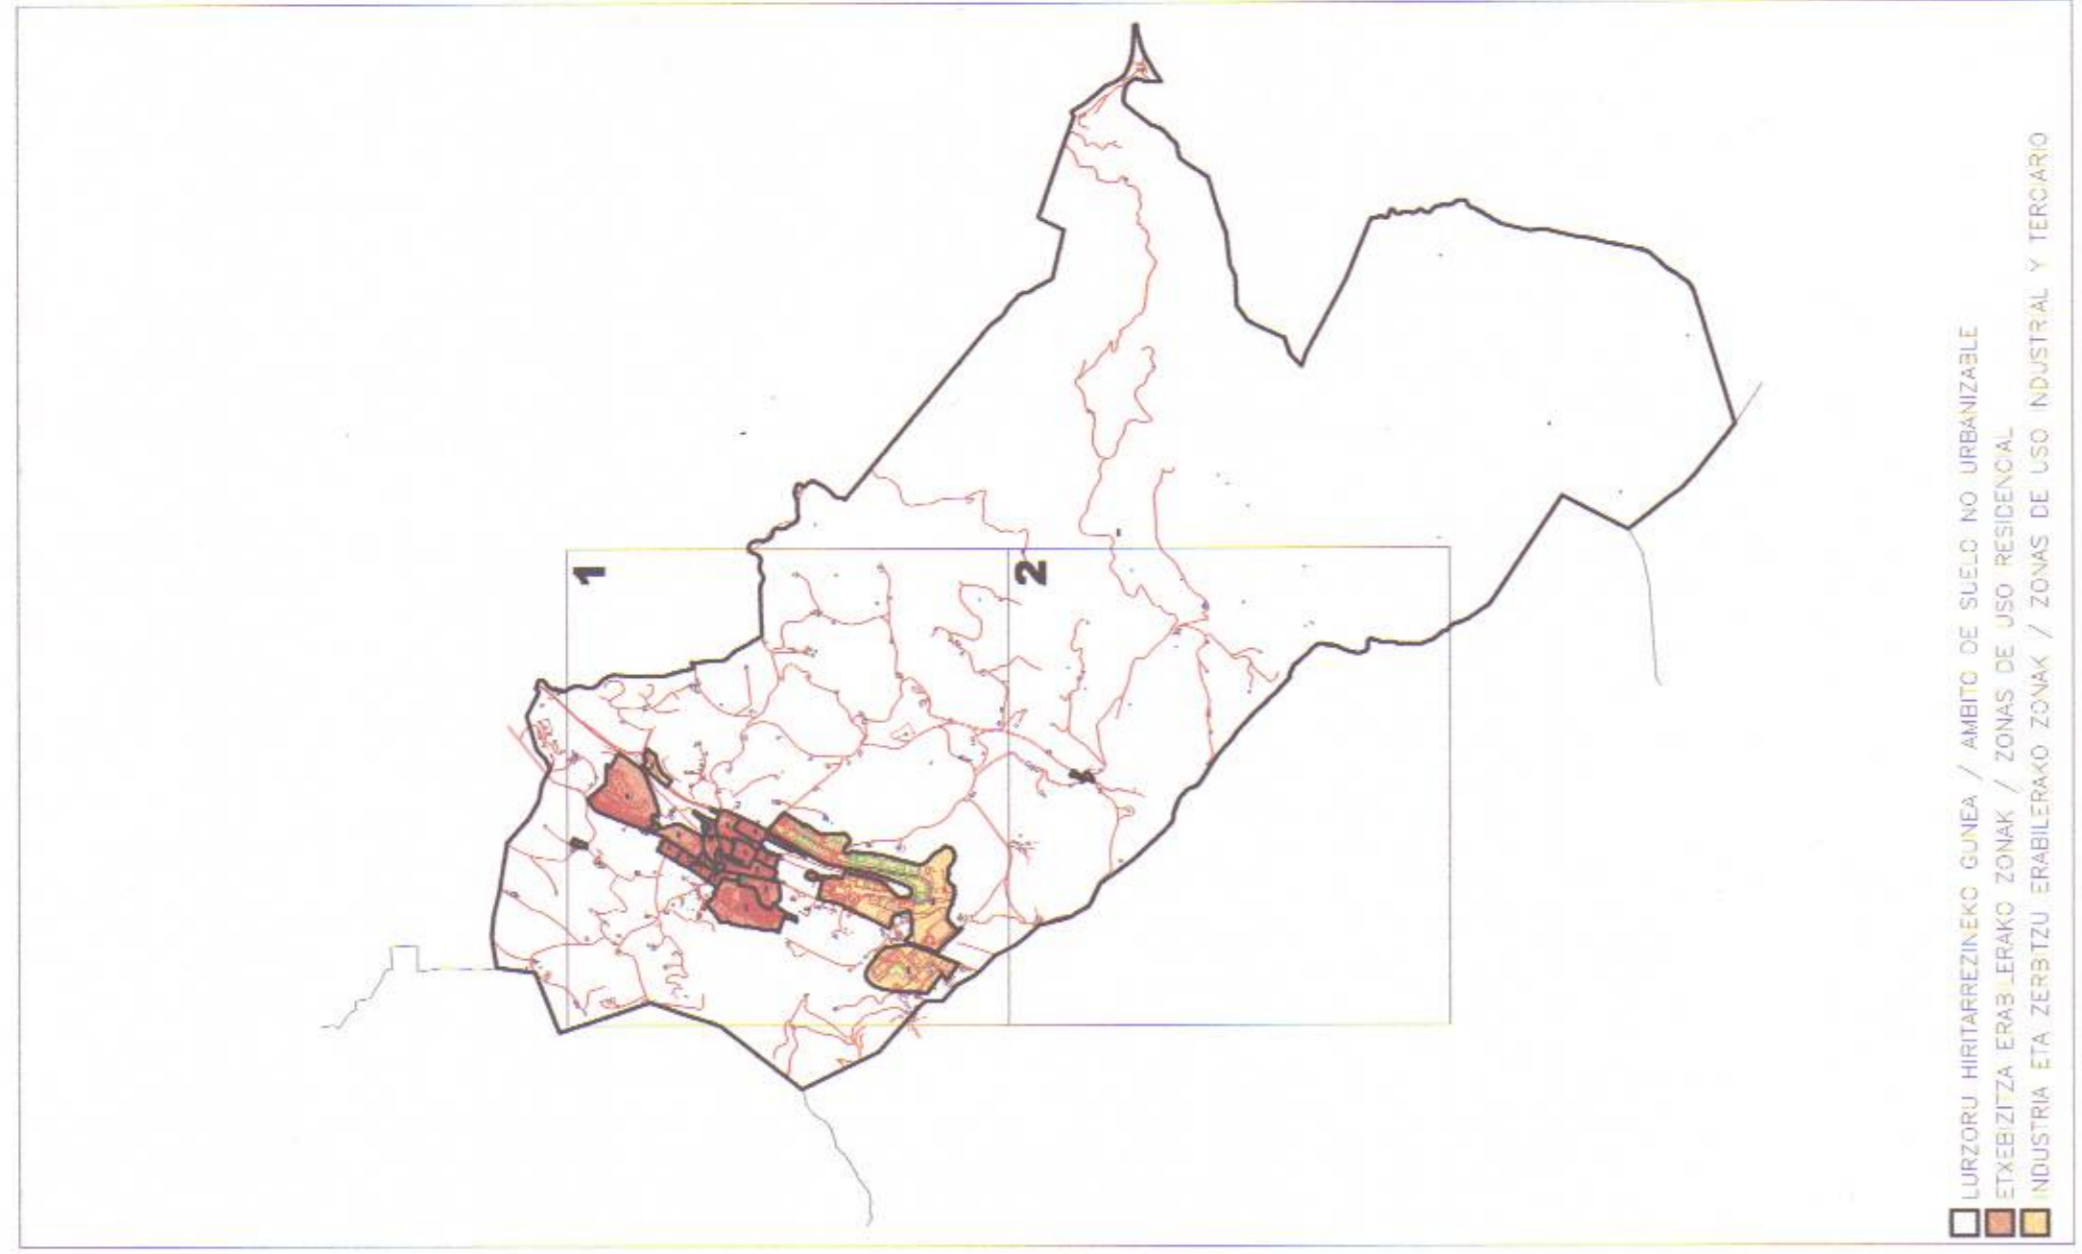 1
2
LURZORU HIRITARREZINEKO GUNEA / AMBITO DE SUELO NO URBANIZABLE
ETXEBIZITZA ERABILERAKO ZONAK / ZONAS DE USO RESIDENCIAL
INDUSTRIA ETA ZERBITZU ERABILERAKO ZONAK / ZONAS DE USO INDUSTRIAL Y TERCIARIO